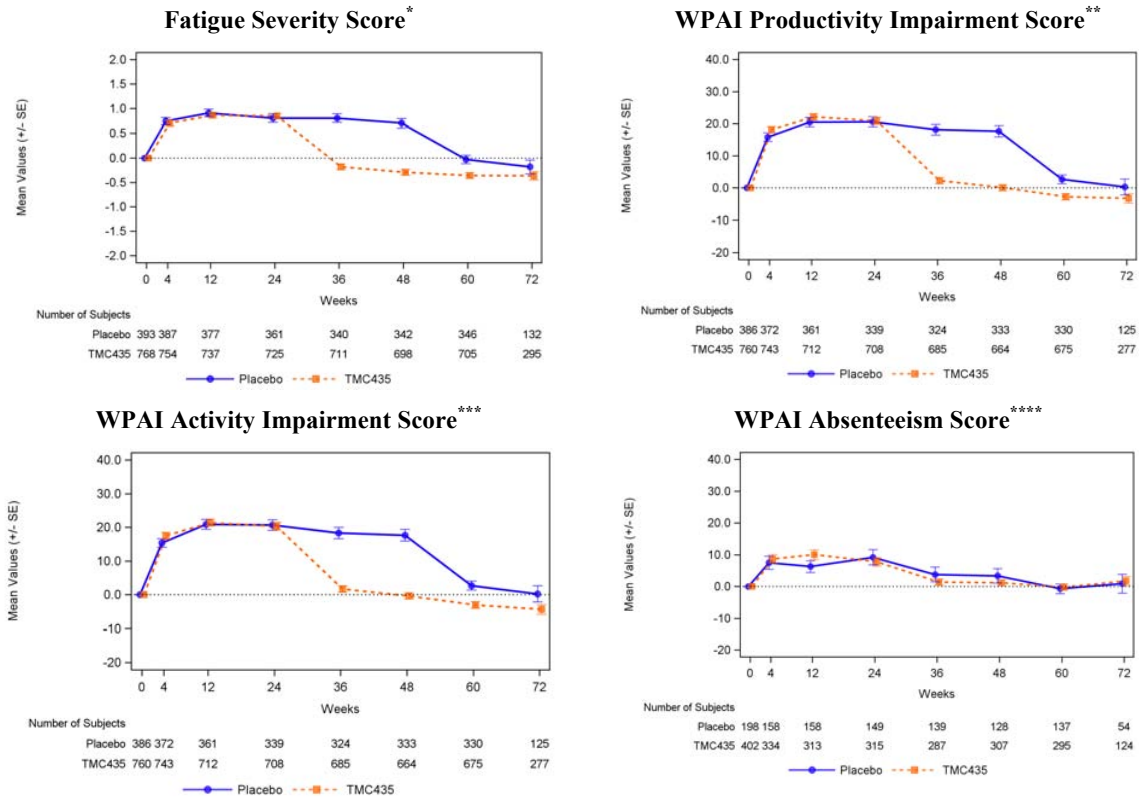 Fatigue Severity Score*
Mean Values (+/- SE)
2.0
1.5
1.0
0.5
0.0
-0.5
-1.0
-1.5
-2.0
0 4 12 24 36 48 60 72
Weeks
Number of Subjects
Placebo 393 387 377 361 340 342 346 132
TMC435 768 754 737 725 711 698 705 295
Placebo TMC435
WPAI Productivity Impairment Score**
Mean Values (+/- SE)
40.0
30.0
20.0
10.0
0.0
-10
-20
0 4 12 24 36 48 60 72
Weeks
Number of Subjects
Placebo 386 372 361 339 324 333 330 125
TMC435 760 743 712 708 685 664 675 277
Placebo TMC435
WPAI Activity Impairment Score***
Mean Values (+/- SE)
40.0
30.0
20.0
10.0
0.0
-10
-20
0 4 12 24 36 48 60 72
Weeks
Number of Subjects
Placebo 386 372 361 339 324 333 330 125
TMC435 760 743 712 708 685 664 675 277
Placebo TMC435
WPAI Absenteeism Score****
Mean Values (+/- SE)
40.0
30.0
20.0
10.0
0.0
-10
-20
0 4 12 24 36 48 60 72
Weeks
Number of Subjects
Placebo 198 158 158 149 139 128 137 54
TMC435 402 334 313 315 287 307 295 124
Placebo TMC435